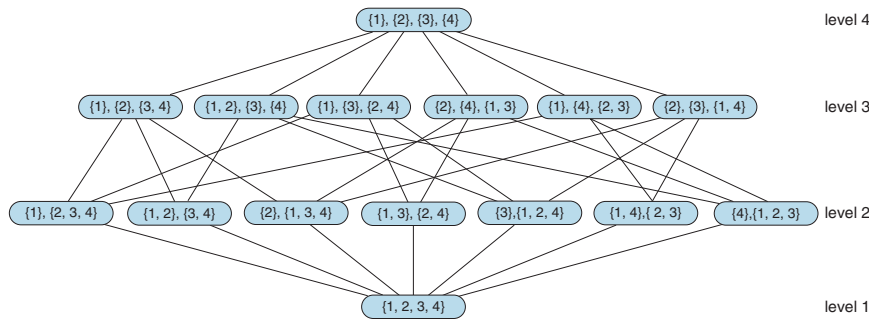 {1}, {2}, {3}, {4} level 4
{1}, {2}, {3, 4} {1, 2}, {3}, {4} {1}, {3}, {2, 4} {2}, {4}, {1, 3} {1}, {4}, {2, 3} {2}, {3}, {1, 4} level 3
{1}, {2, 3, 4} {1, 2}, {3, 4} {2}, {1, 3, 4} {1, 3}, {2, 4} {3},{1, 2, 4} {1, 4},{ 2, 3} {4},{1, 2, 3} level 2
{1, 2, 3, 4} level 1